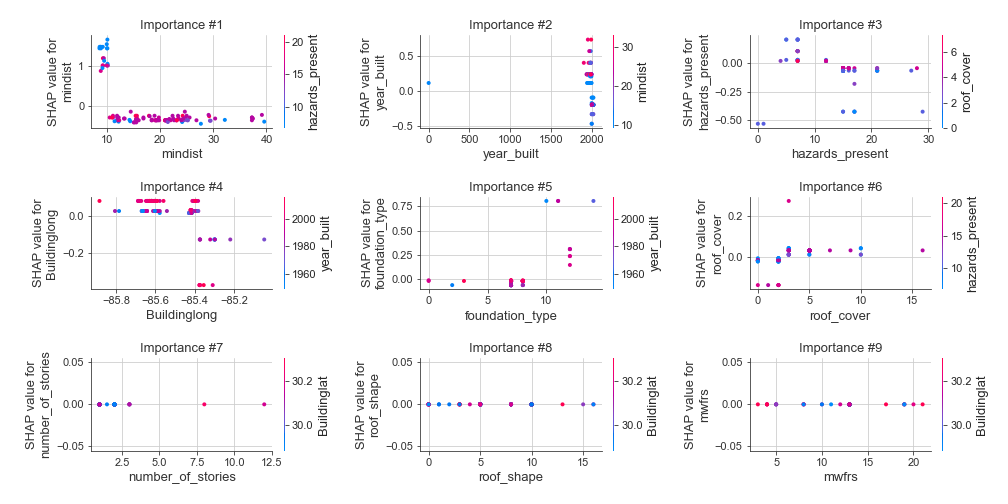 Importance #1
SHAP value for
mindist
1
0
10
20
30
40
mindist
20
15
10
hazards_present
Importance #2
SHAP value for
year_built
0.5
0.0
−0.5
0
500
1000
1500
2000
year_built
30
20
10
mindist
Importance #3
SHAP value for
hazards_present
0.00
−0.25
−0.50
0
10
20
30
hazards_present
6
4
2
0
roof_cover
Importance #4
SHAP value for
Buildinglong
0.0
−0.2
−85.8
−85.6
−85.4
−85.2
Buildinglong
2000
1980
1960
year_built
Importance #5
SHAP value for
foundation_type
0.75
0.50
0.25
0.00
0
5
10
foundation_type
2000
1980
1960
year_built
Importance #6
SHAP value for
roof_cover
0.2
0.0
0
5
10
15
roof_cover
20
15
10
hazards_present
Importance #7
SHAP value for
number_of_stories
0.05
0.00
−0.05
2.5
5.0
7.5
10.0
12.5
number_of_stories
30.2
30.0
Buildinglat
Importance #8
SHAP value for
roof_shape
0.05
0.00
−0.05
0
5
10
15
roof_shape
30.2
30.0
Buildinglat
Importance #9
SHAP value for
mwfrs
0.05
0.00
−0.05
5
10
15
20
mwfrs
30.2
30.0
Buildinglat